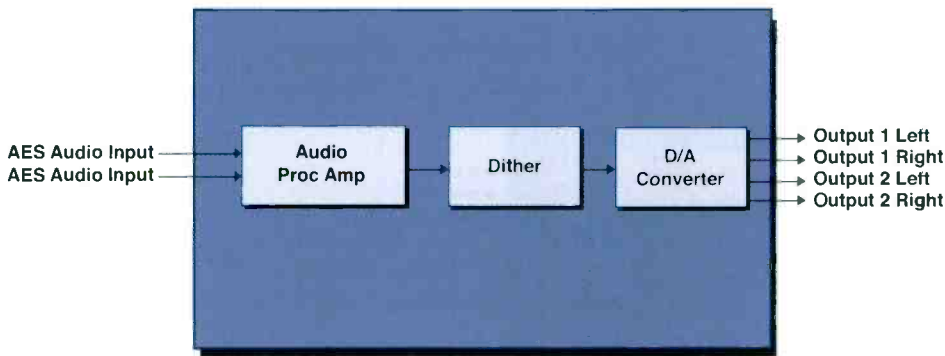 AES Audio Input
AES Audio Input
Audio
Proc Amp
Dither
D/A
Converter
Output 1 Left
Output 1 Right
Output 2 Left
Output 2 Right